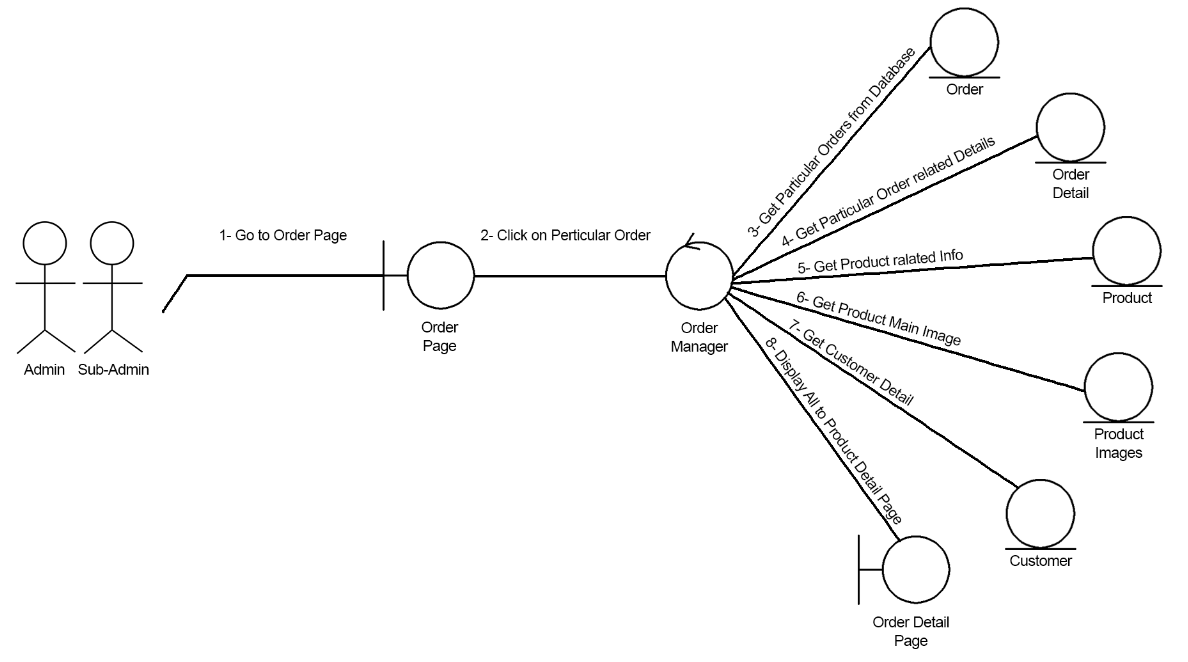 Admin
Sub-Admin
1- Go to Order Page
Order
Page
2- Click on Perticular Order
Order
Manager
3- Get Particular Orders from Database
Order
4- Get Particular Order related Details
Order
Detail
5- Get Product ralated Info
Product
6- Get Product Main Image
Product
Images
7- Get Customer Detail
Customer
8- Display All to Product Detail Page
Order Detail
Page